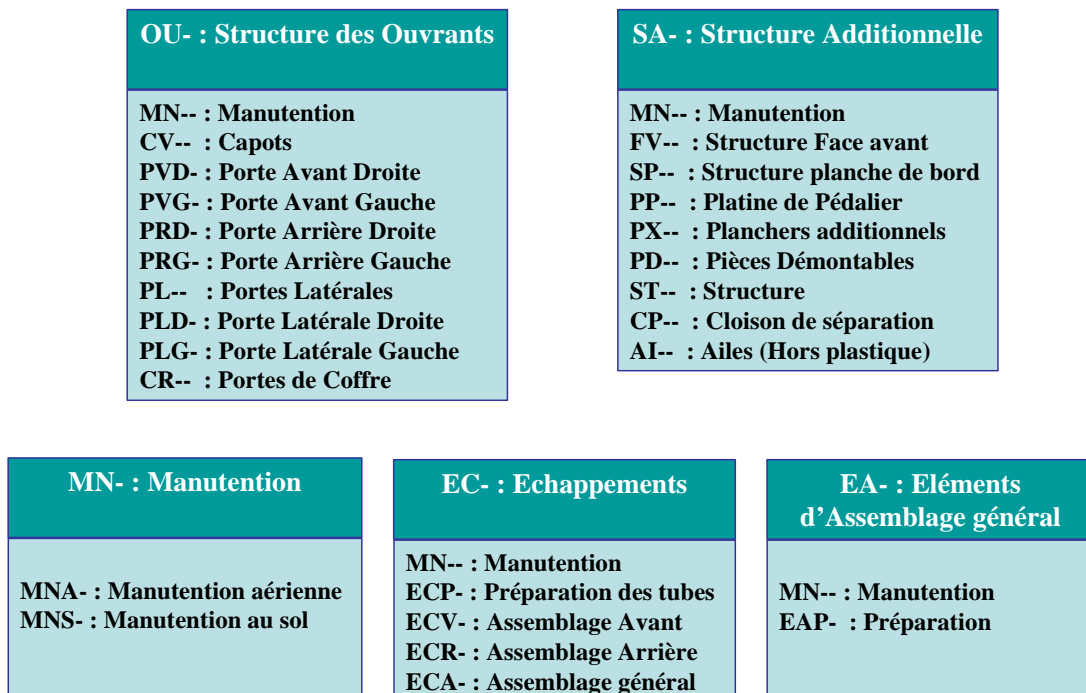 OU- : Structure des Ouvrants
MN-- : Manutention
CV-- : Capots
PVD- : Porte Avant Droite
PVG- : Porte Avant Gauche
PRD- : Porte Arrière Droite
PRG- : Porte Arrière Gauche
PL-- : Portes Latérales
PLD- : Porte Latérale Droite
PLG- : Porte Latérale Gauche
CR-- : Portes de Coffre
SA- : Structure Additionnelle
MN-- : Manutention
FV-- : Structure Face avant
SP-- : Structure planche de bord
PP-- : Platine de Pédalier
PX-- : Planchers additionnels
PD-- : Pièces Démontables
ST-- : Structure
CP-- : Cloison de séparation
AI-- : Ailes (Hors plastique)
MN- : Manutention
MNA- : Manutention aérienne
MNS- : Manutention au sol
EC- : Echappements
MN-- : Manutention
ECP- : Préparation des tubes
ECV- : Assemblage Avant
ECR- : Assemblage Arrière
ECA- : Assemblage général
EA- : Eléments
d’Assemblage général
MN-- : Manutention
EAP- : Préparation